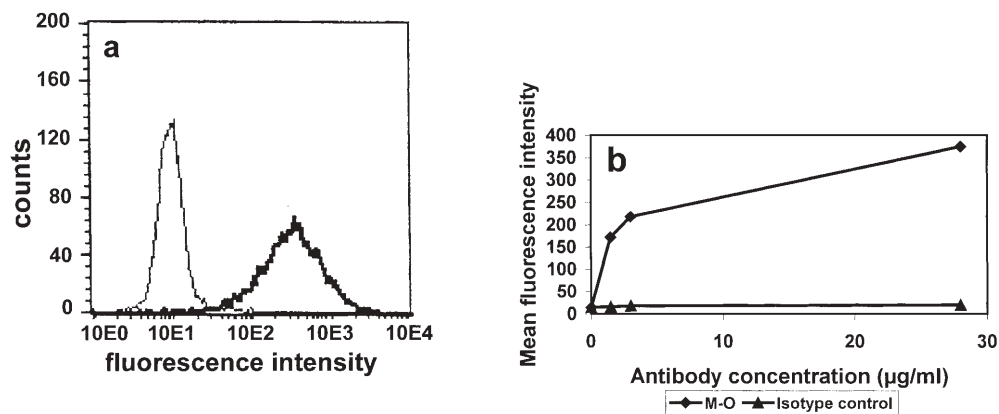 a
counts
200
160
120
80
40
0
10E0 10E1 10E2 10E3 10E4
fluorescence intensity
b
Mean fluorescence intensity
400
350
300
250
200
150
100
50
0
0 10 20 30
Antibody concentration (µg/ml)
M-O Isotype control